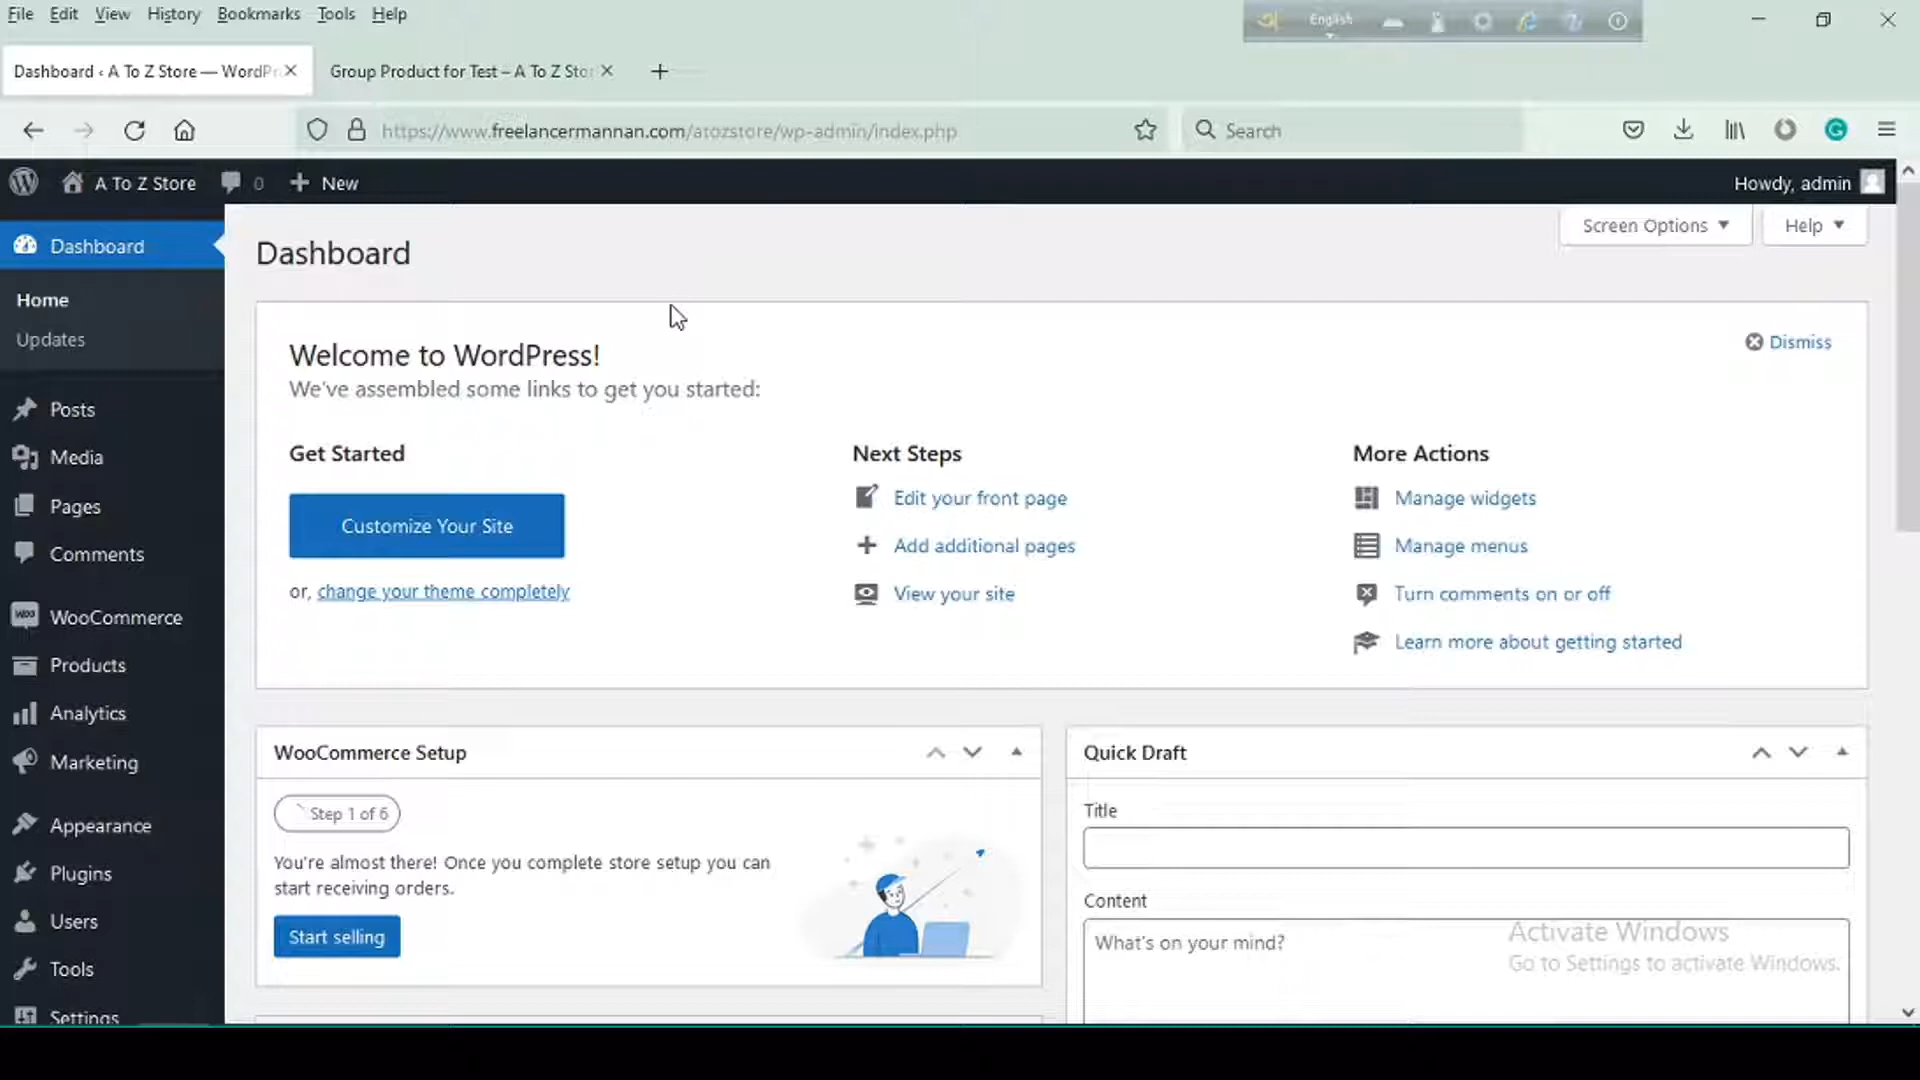 File Edit View History Bookmarks Tools Help
English
Dashboard ‹ A To Z Store — WordPr
Group Product for Test – A To Z Stor
https://www.freelancermannan.com/atozstore/wp-admin/index.php
Search
A To Z Store
0
New
Howdy, admin
Screen Options
Help
Dashboard
Home
Updates
Posts
Media
Pages
Comments
WooCommerce
Products
Analytics
Marketing
Appearance
Plugins
Users
Tools
Settings
Dashboard
Welcome to WordPress!
We've assembled some links to get you started:
Dismiss
Get Started
Customize Your Site
or, change your theme completely
Next Steps
Edit your front page
Add additional pages
View your site
More Actions
Manage widgets
Manage menus
Turn comments on or off
Learn more about getting started
WooCommerce Setup
Step 1 of 6
You're almost there! Once you complete store setup you can
start receiving orders.
Start selling
Quick Draft
Title
Content
What's on your mind?
Activate Windows
Go to Settings to activate Windows.